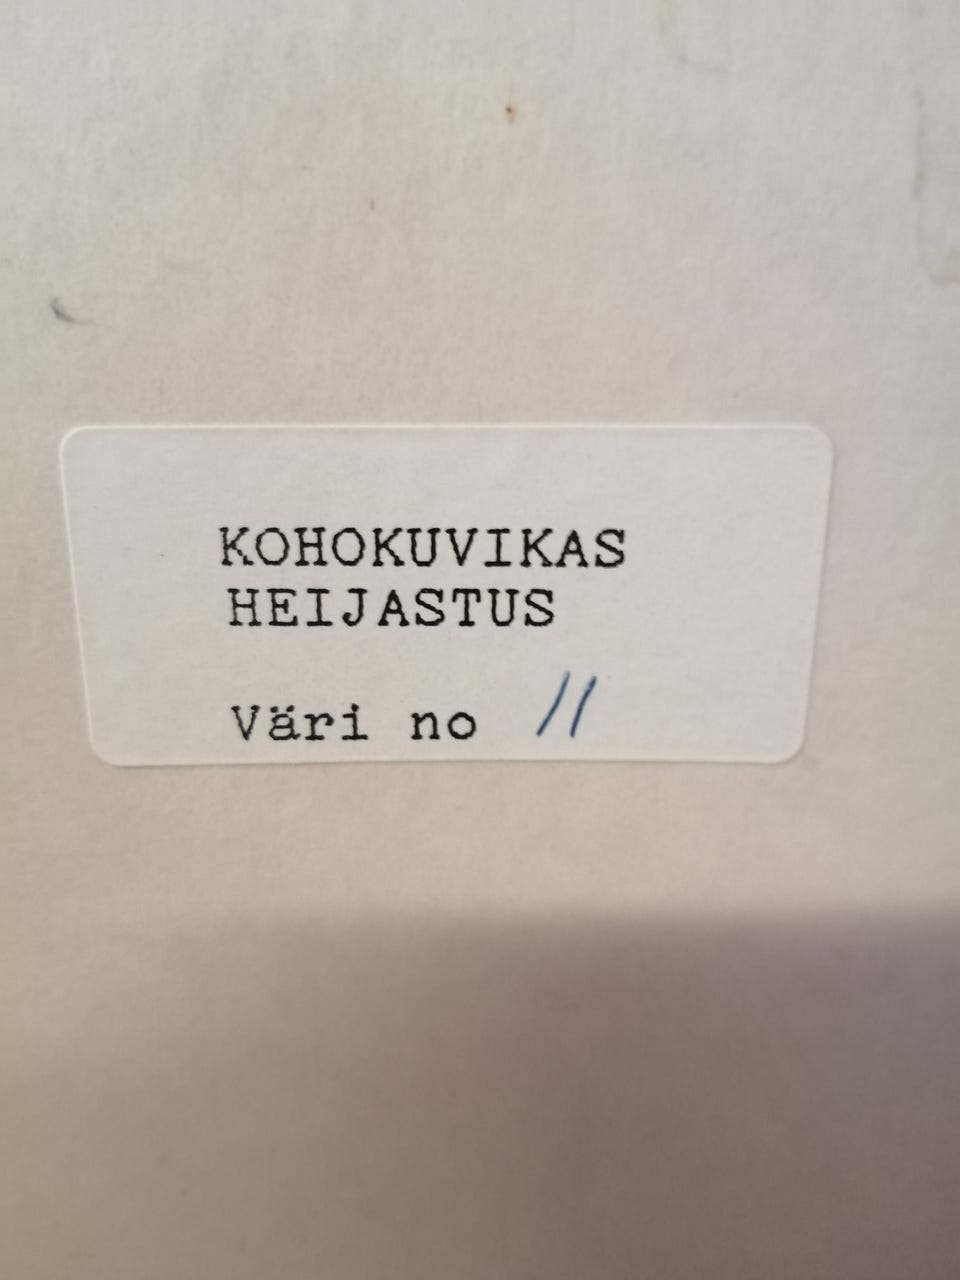 KOHOKUVIKAS
HEIJASTUS
Väri no 11